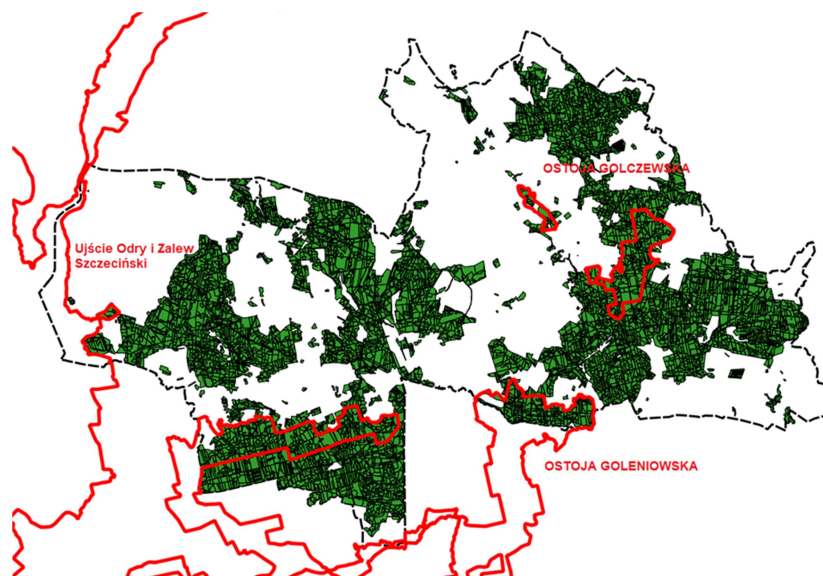 OSTOJA GOLCZEWSKA
Ujście Odry i Zalew
Szczeciński
OSTOJA GOLENIOWSKA